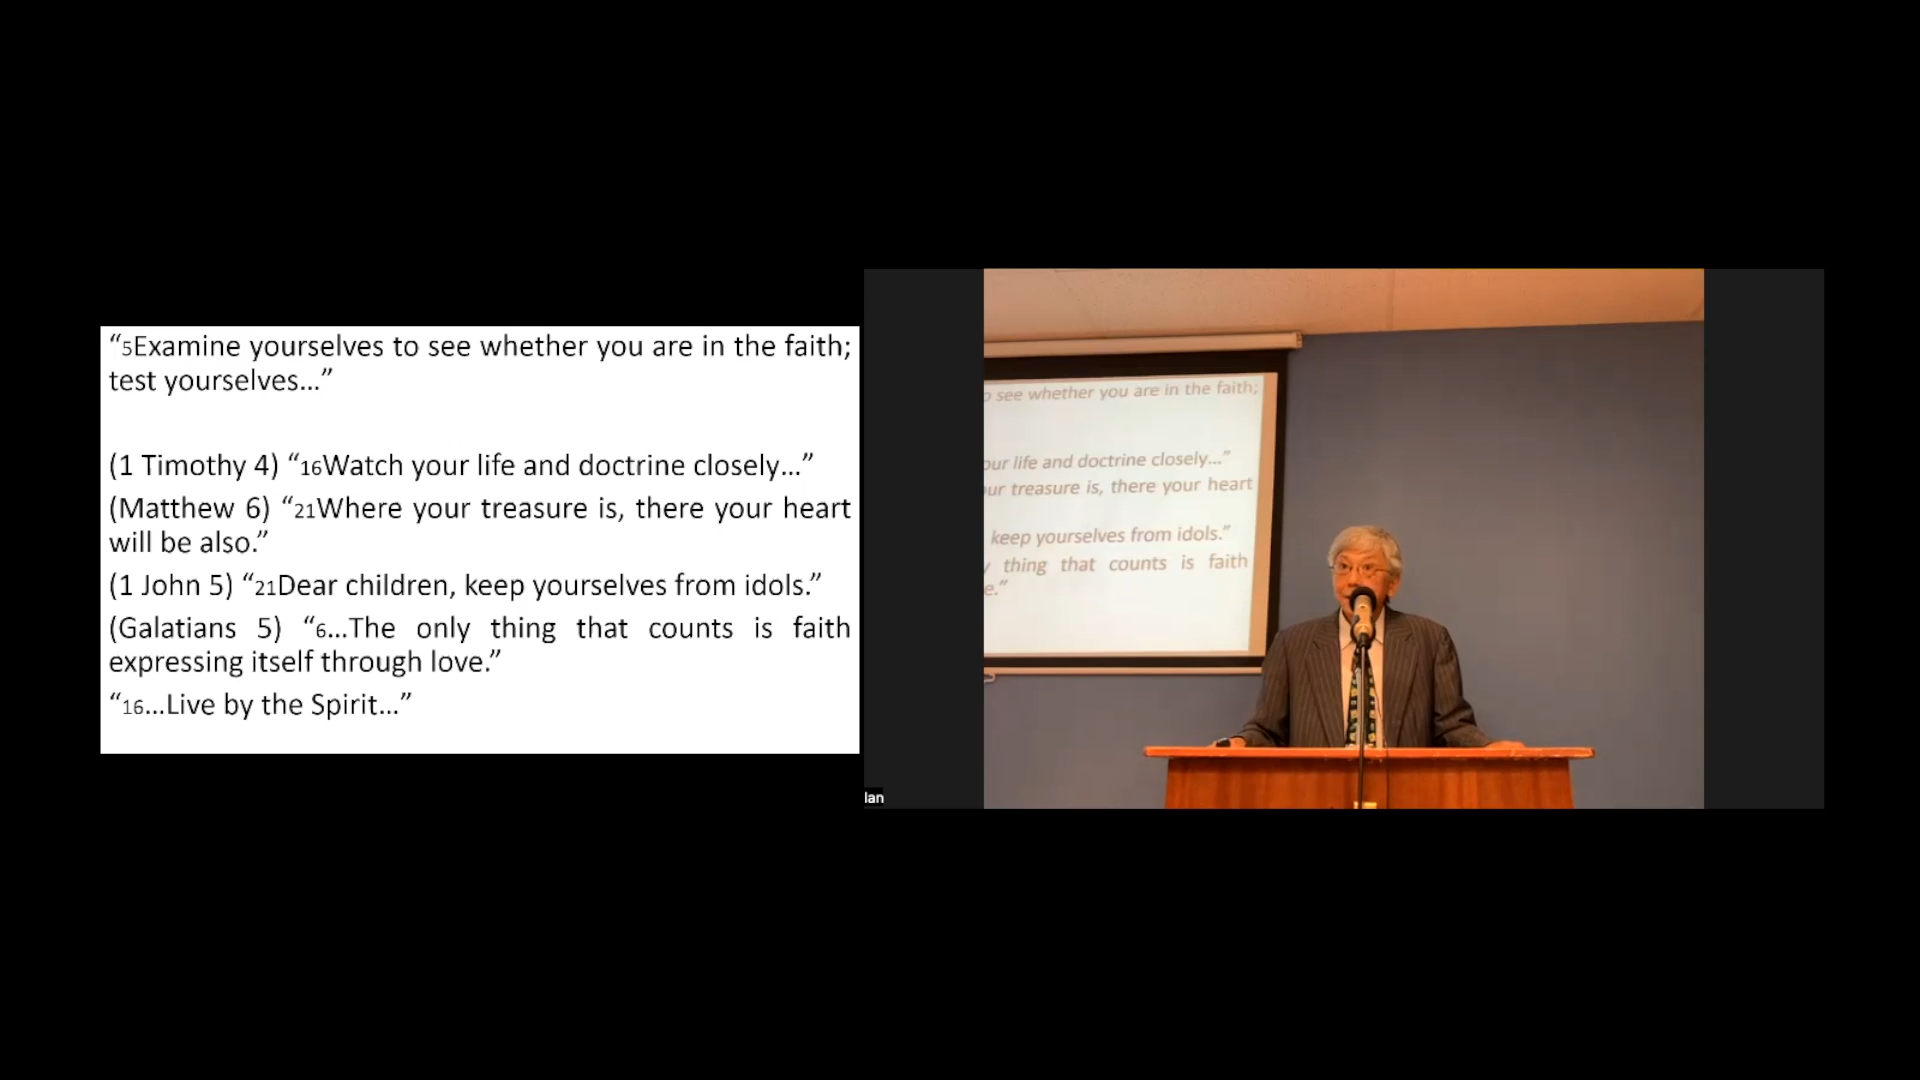 “5Examine yourselves to see whether you are in the faith;
test yourselves...”
(1 Timothy 4) “16Watch your life and doctrine closely...”
(Matthew 6) “21Where your treasure is, there your heart
will be also.”
(1 John 5) “21Dear children, keep yourselves from idols.”
(Galatians 5) “6...The only thing that counts is faith
expressing itself through love.”
“16...Live by the Spirit...”
see whether you are in the faith;
our life and doctrine closely...”
ur treasure is, there your heart
keep yourselves from idols.”
thing that counts is faith
e.”
lan